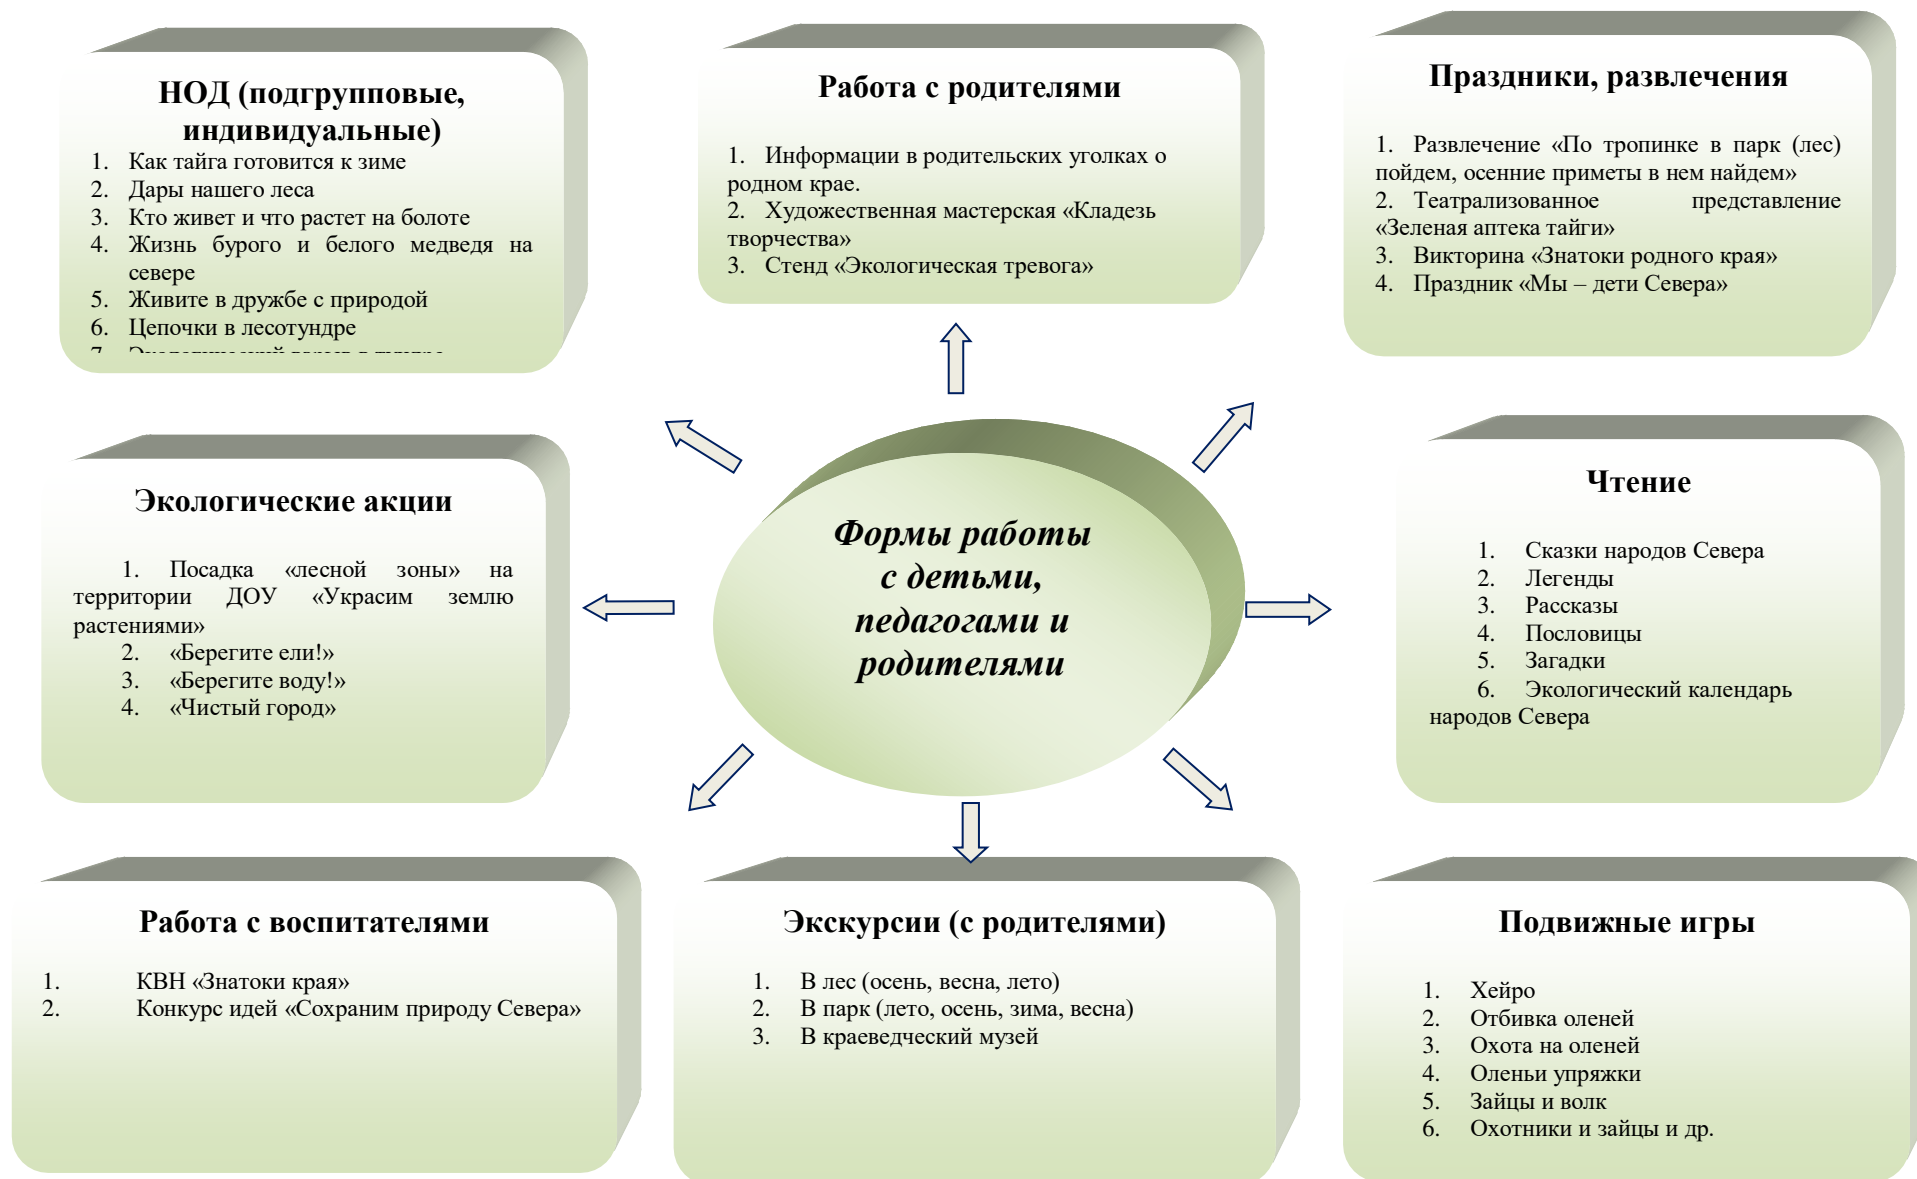 НОД (подгрупповые,
индивидуальные)
1. Как тайга готовится к зиме
2. Дары нашего леса
3. Кто живет и что растет на болоте
4. Жизнь бурого и белого медведя на
севере
5. Живите в дружбе с природой
6. Цепочки в лесотундре
Работа с родителями
1. Информации в родительских уголках о
родном крае.
2. Художественная мастерская «Кладезь
творчества»
3. Стенд «Экологическая тревога»
Праздники, развлечения
1. Развлечение «По тропинке в парк (лес)
пойдем, осенние приметы в нем найдем»
2. Театрализованное представление
«Зеленая аптека тайги»
3. Викторина «Знатоки родного края»
4. Праздник «Мы – дети Севера»
Экологические акции
1. Посадка «лесной зоны» на
территории ДОУ «Украсим землю
растениями»
2. «Берегите ели!»
3. «Берегите воду!»
4. «Чистый город»
Формы работы
с детьми,
педагогами и
родителями
Чтение
1. Сказки народов Севера
2. Легенды
3. Рассказы
4. Пословицы
5. Загадки
6. Экологический календарь
народов Севера
Работа с воспитателями
1. КВН «Знатоки края»
2. Конкурс идей «Сохраним природу Севера»
Экскурсии (с родителями)
1. В лес (осень, весна, лето)
2. В парк (лето, осень, зима, весна)
3. В краеведческий музей
Подвижные игры
1. Хейро
2. Отбивка оленей
3. Охота на оленей
4. Оленьи упряжки
5. Зайцы и волк
6. Охотники и зайцы и др.